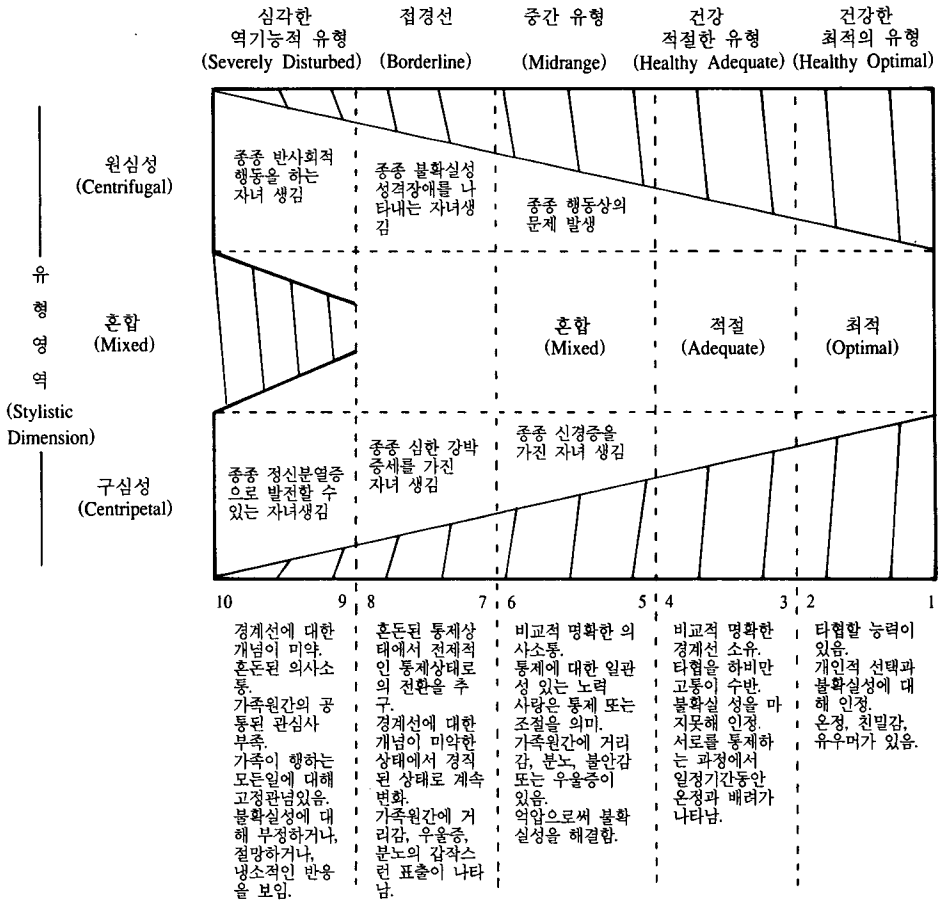 심각한
역기능적 유형
(Severely Disturbed)
접경선
(Borderline)
중간 유형
(Midrange)
건강
적절한 유형
(Healthy Adequate)
건강한
최적의 유형
(Healthy Optimal)
원심성
(Centrifugal)
종종 반사회적
행동을 하는
자녀 생김
종종 불확실성
성격장애를 나
타내는 자녀생
김
종종 행동상의
문제 발생
유
형
영
역
(Stylistic
Dimension)
혼합
(Mixed)
혼합
(Mixed)
적절
(Adequate)
최적
(Optimal)
구심성
(Centripetal)
종종 정신분열증
으로 발전할 수
있는 자녀생김
종종 심한 강박
증세를 가진
자녀 생김
종종 신경증을
가진 자녀 생김
10 9 8 7 6 5 4 3 2 1
경계선에 대한
개념이 미약.
혼돈된 의사소
통.
가족원간의 공
통된 관심사
부족.
가족이 행하는
모든일에 대해
고정관념있음.
불확실성에 대
해 부정하거나,
절망하거나,
냉소적인 반응
을 보임.
혼돈된 통제상
태에서 전제적
인 통제상태로
의 전환을 추
구.
경계선에 대한
개념이 미약한
상태에서 경직
된 상태로 계속
변화.
가족원간에 거
리감, 우울증,
분노의 갑작스
런 표출이 나타
남.
비교적 명확한 의
사소통.
통제에 대한 일관
성 있는 노력
사랑은 통제 또는
조절을 의미.
가족원간에 거리
감, 분노, 불안감
또는 우울증이
있음.
억압으로써 불확
실성을 해결함.
비교적 명확한
경계선 소유.
타협을 하비만
고통이 수반.
불확실 성을 마
지못해 인정.
서로를 통제하
는 과정에서
일정기간동안
온정과 배려가
나타남.
타협할 능력이
있음.
개인적 선택과
불확실성에 대
해 인정.
온정, 친밀감,
유우머가 있음.